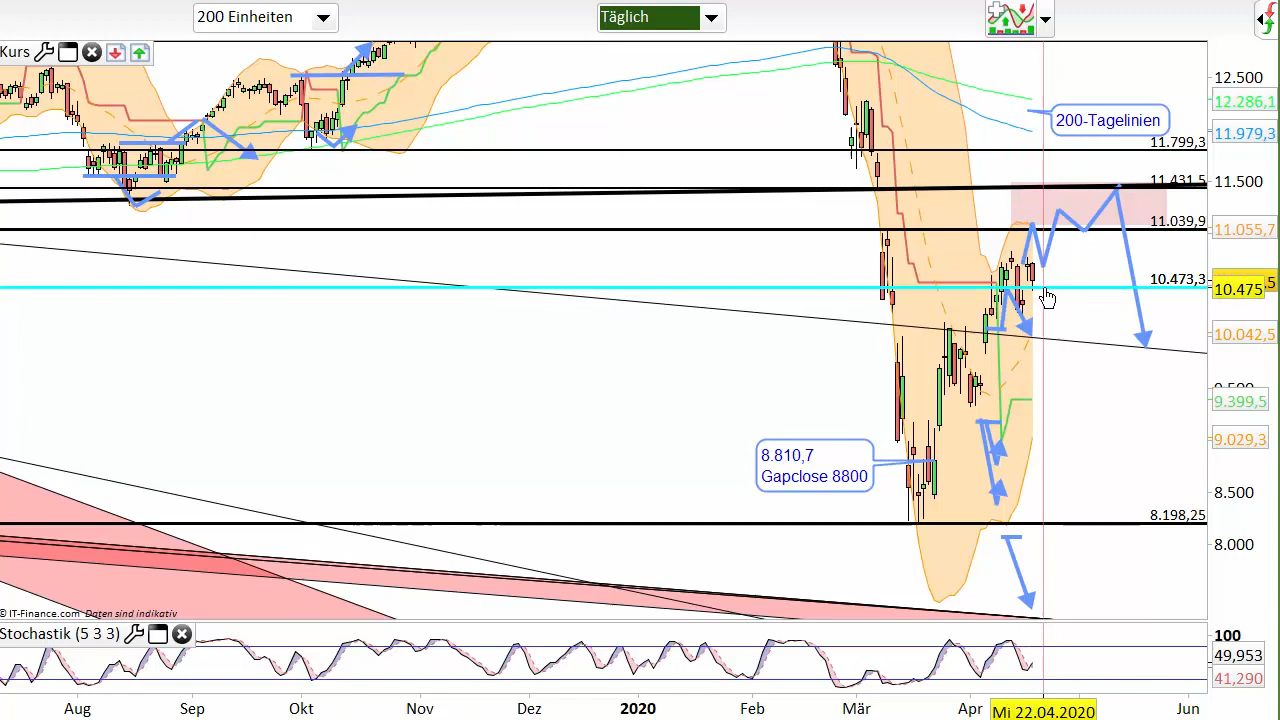 200 Einheiten
Täglich
Kurs
12.500
12.286,1
200-Tagelinien
11.979,3
11.799,3
11.431,5
11.500
11.039,9
11.055,7
10.473,3
10.475
,5
10.042,5
9.500
9.399,5
9.029,3
8.810,7
Gapclose 8800
8.500
8.198,25
8.000
© IT-Finance.com Daten sind indikativ
Stochastik (5 3 3)
100
49,953
41,290
Aug Sep Okt Nov Dez 2020 Feb Mär Apr Mi 22.04.2020 Jun